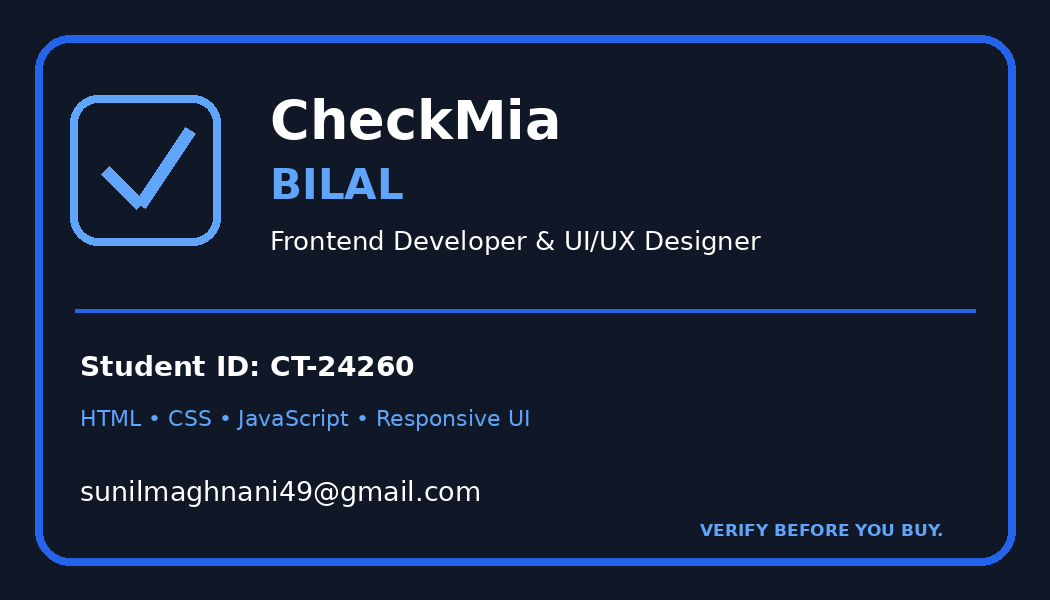 CheckMia
BILAL
Frontend Developer & UI/UX Designer
Student ID: CT-24260
HTML • CSS • JavaScript • Responsive UI
sunilmaghnani49@gmail.com
VERIFY BEFORE YOU BUY.